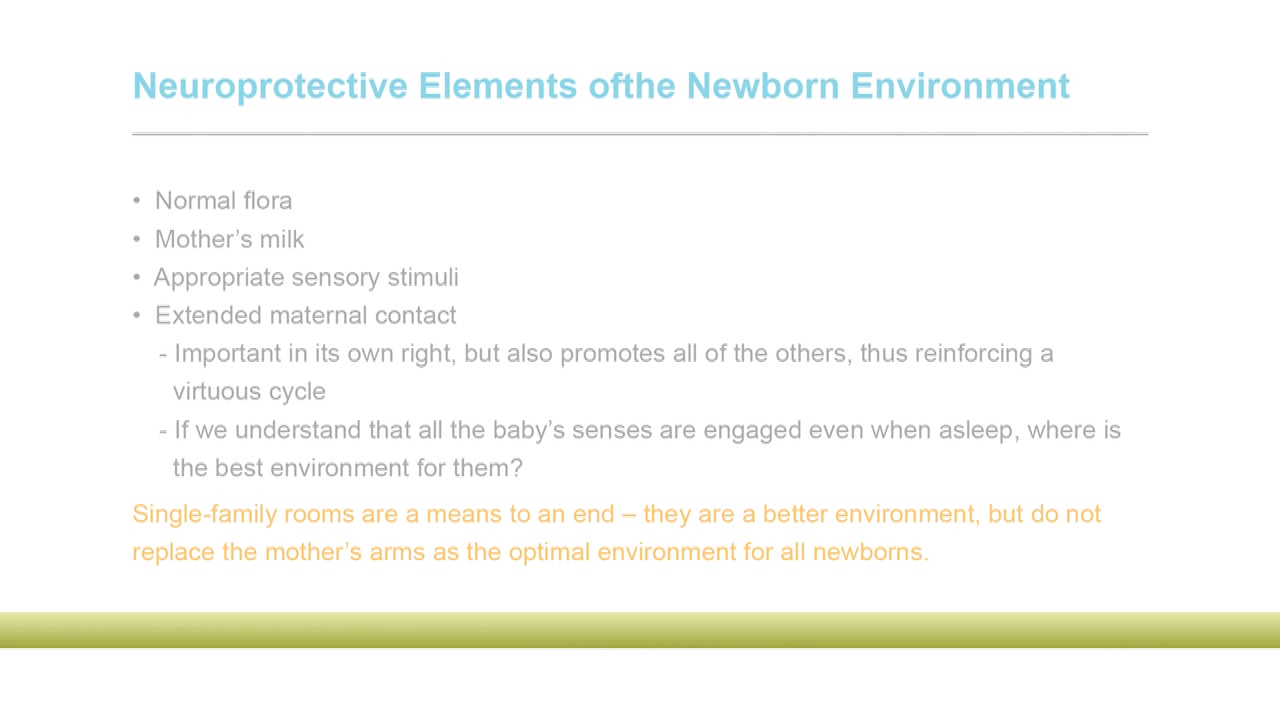 Neuroprotective Elements ofthe Newborn Environment
• Normal flora
• Mother’s milk
• Appropriate sensory stimuli
• Extended maternal contact
- Important in its own right, but also promotes all of the others, thus reinforcing a
virtuous cycle
- If we understand that all the baby’s senses are engaged even when asleep, where is
the best environment for them?
Single-family rooms are a means to an end – they are a better environment, but do not
replace the mother’s arms as the optimal environment for all newborns.